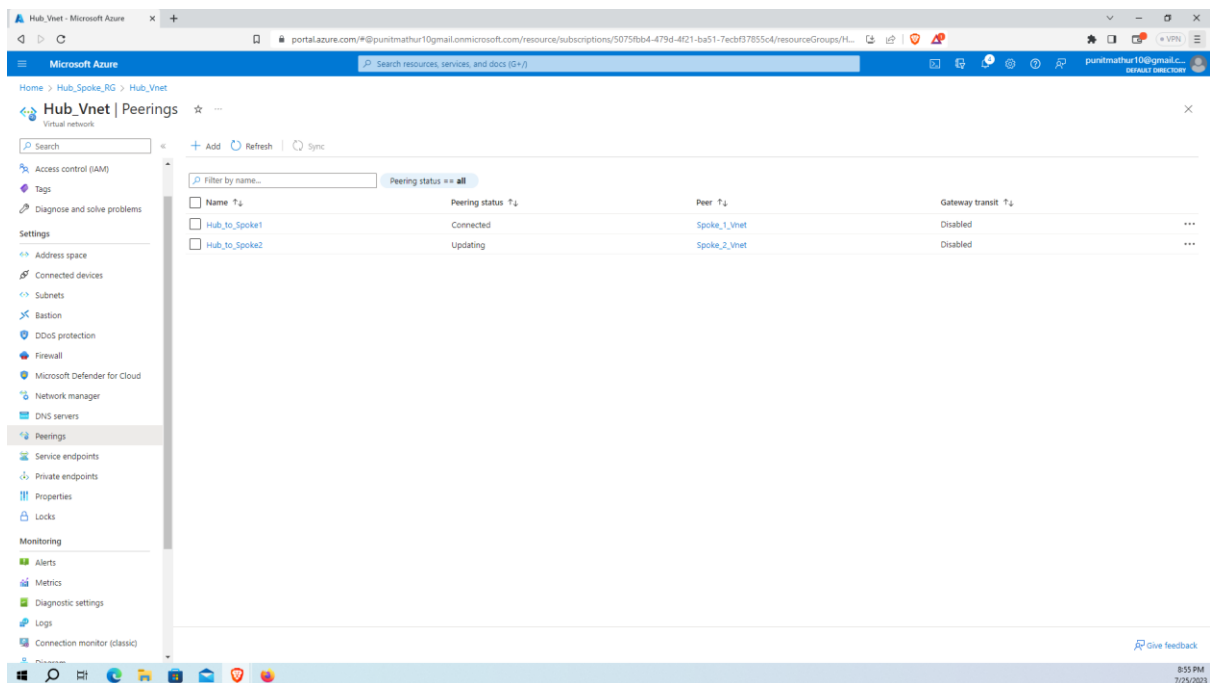 Hub_Vnet - Microsoft Azure
portal.azure.com/#@punitmathur10gmail.onmicrosoft.com/resource/subscriptions/5075fbb4-479d-4f21-ba51-7ecbf37855c4/resourceGroups/H...
VPN
Microsoft Azure
Search resources, services, and docs (G+/)
4
punitmathur10@gmail.c...
DEFAULT DIRECTORY
Home > Hub_Spoke_RG > Hub_Vnet
Hub_Vnet | Peerings
Virtual network
Search
Add Refresh Sync
Access control (IAM)
Tags
Diagnose and solve problems
Settings
Address space
Connected devices
Subnets
Bastion
DDoS protection
Firewall
Microsoft Defender for Cloud
Network manager
DNS servers
Peerings
Service endpoints
Private endpoints
Properties
Locks
Monitoring
Alerts
Metrics
Diagnostic settings
Logs
Connection monitor (classic)
Diagram
Filter by name...
Peering status == all
Name Peering status Peer Gateway transit
Hub_to_Spoke1 Connected Spoke_1_Vnet Disabled
Hub_to_Spoke2 Updating Spoke_2_Vnet Disabled
Give feedback
8:55 PM
7/25/2023